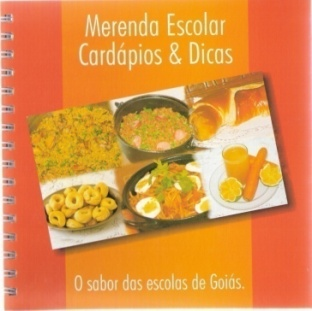 Merenda Escolar
Cardápios & Dicas
O sabor das escolas de Goiás.